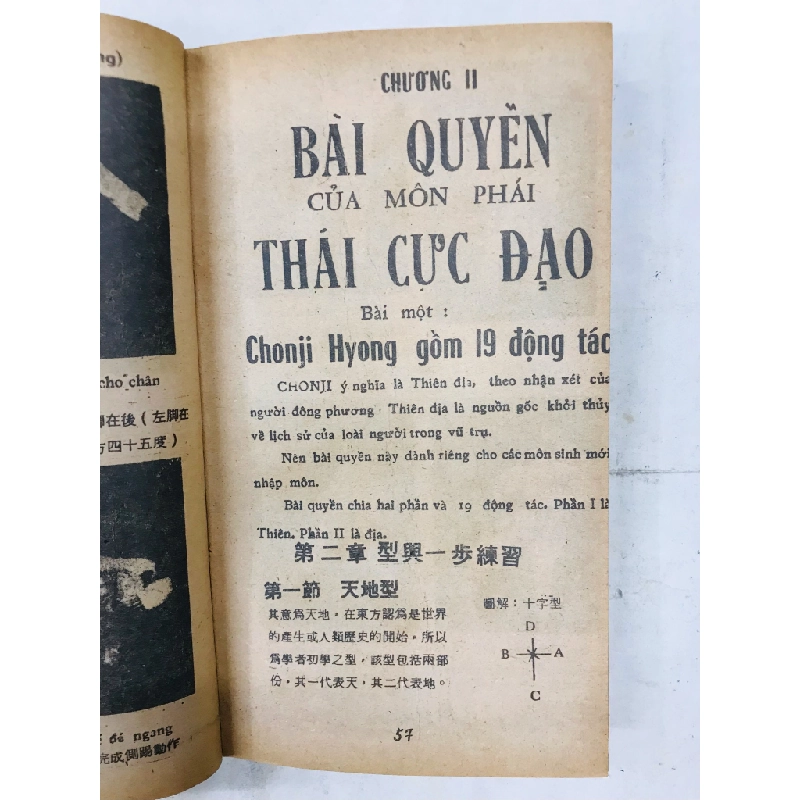 ng)
cho chân
在後（左脚在
方四十五度）
đề ngang
完成側踢動作
CHƯƠNG II
BÀI QUYỀN
CỦA MÔN PHÁI
THÁI CỰC ĐẠO
Bài một :
Chonji Hyong gồm 19 động tác
CHONJI ý nghĩa là Thiên địa, theo nhận xét của
người đông phương Thiên địa là nguồn gốc khởi thủy
về lịch sử của loài người trong vũ trụ.
Nên bài quyền này dành riêng cho các môn sinh mới
nhập môn.
Bài quyền chia hai phần và 19 động tác. Phần I là
Thiên. Phần II là địa.
第二章 型與一步練習
第一節 天地型
其意爲天地，在東方認爲是世界
的產生或人類歷史的開始，所以
爲學者初學之型，該型包括兩部
份，其一代表天，其二代表地。
圖解：十字型
D
B A
C
57